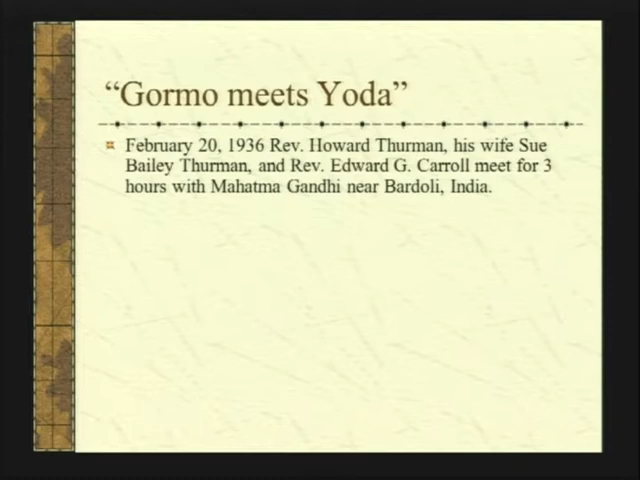 “Gormo meets Yoda”
February 20, 1936 Rev. Howard Thurman, his wife Sue
Bailey Thurman, and Rev. Edward G. Carroll meet for 3
hours with Mahatma Gandhi near Bardoli, India.